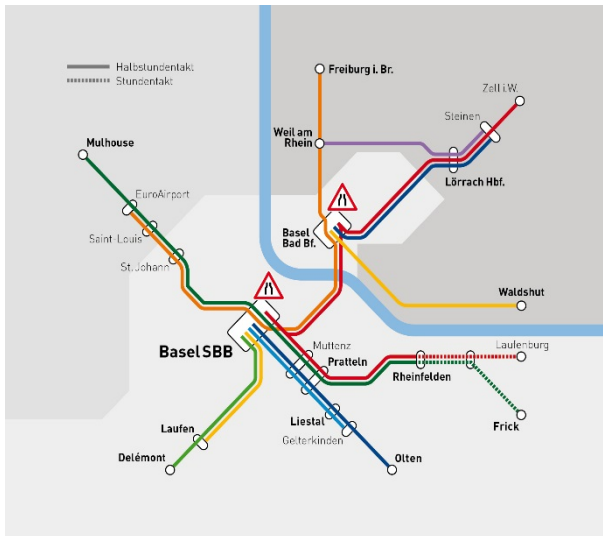 Halbstundentakt
Stundentakt
Freiburg i. Br.
Zell i.W.
Steinen
Weil am
Rhein
Mulhouse
Lörrach Hbf.
EuroAirport
Basel
Bad Bf.
Saint-Louis
St.Johann
Waldshut
Basel SBB
Muttenz
Pratteln
Laufenburg
Rheinfelden
Laufen
Liestal
Frick
Gelterkinden
Delémont
Olten